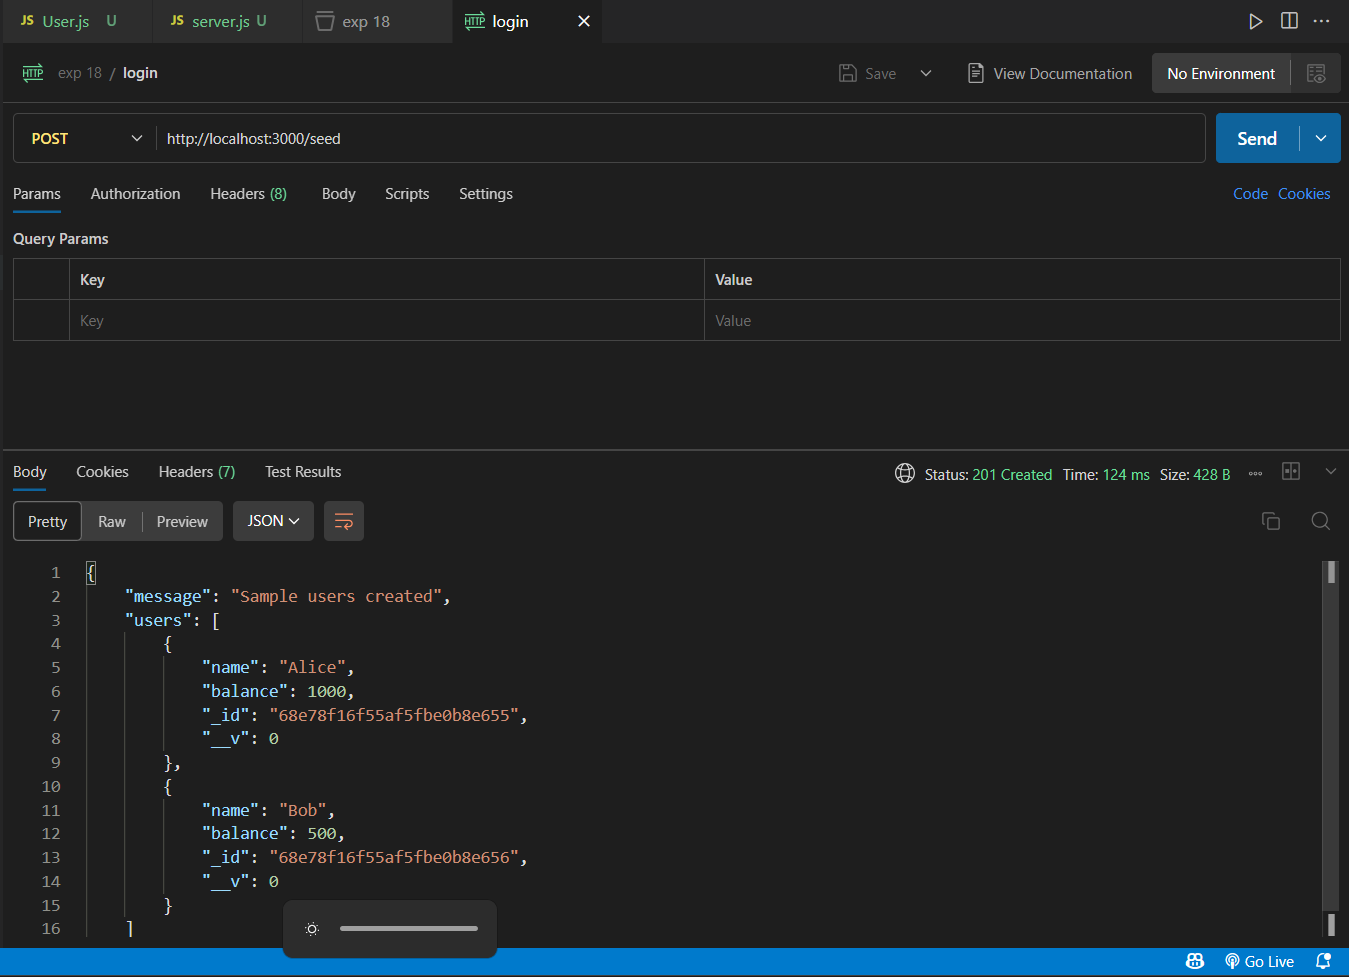 JS User.js U JS server.js U exp 18 HTTP login
HTTP exp 18 / login Save View Documentation No Environment
POST http://localhost:3000/seed Send
Params Authorization Headers (8) Body Scripts Settings Code Cookies
Query Params
Key Value
Key Value
Body Cookies Headers (7) Test Results Status: 201 Created Time: 124 ms Size: 428 B
Pretty Raw Preview JSON
1 {
2 "message": "Sample users created",
3 "users": [
4 {
5 "name": "Alice",
6 "balance": 1000,
7 "_id": "68e78f16f55af5fbe0b8e655",
8 "__v": 0
9 },
10 {
11 "name": "Bob",
12 "balance": 500,
13 "_id": "68e78f16f55af5fbe0b8e656",
14 "__v": 0
15 }
16 ]
Go Live